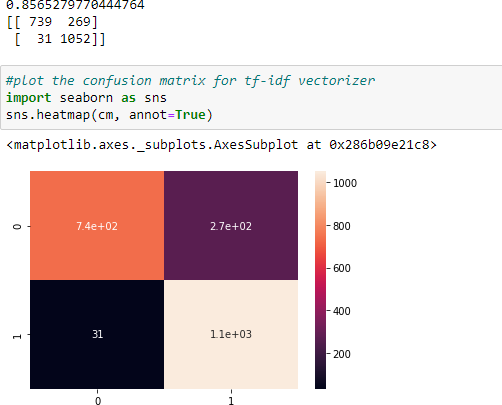 0.8565279770444764
[[ 739  269]
 [  31 1052]]
#plot the confusion matrix for tf-idf vectorizer
import seaborn as sns
sns.heatmap(cm, annot=True)
<matplotlib.axes._subplots.AxesSubplot at 0x286b09e21c8>
0 7.4e+02 2.7e+02
1 31 1.1e+03
0 1
1000
800
600
400
200